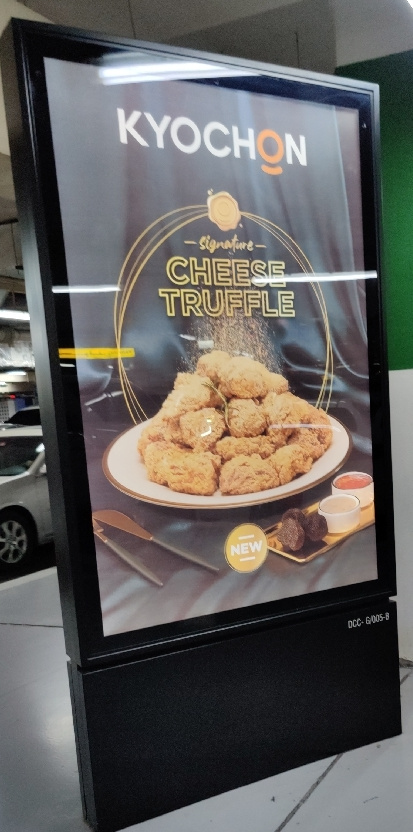 KYOCHON
Signature
CHEESE
TRUFFLE
NEW
DCC- G/005-B